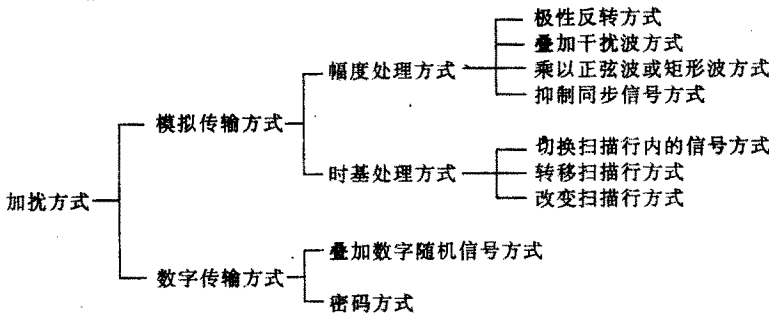 极性反转方式
叠加干扰波方式
幅度处理方式
乘以正弦波或矩形波方式
抑制同步信号方式
模拟传输方式
切换扫描行内的信号方式
时基处理方式
转移扫描行方式
改变扫描行方式
加扰方式
叠加数字随机信号方式
数字传输方式
密码方式